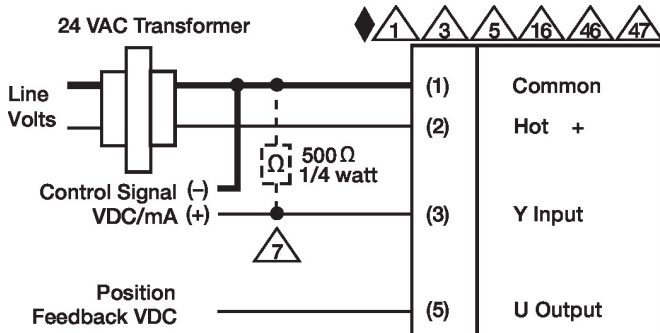 24 VAC Transformer
1 3 5 16 46 47
Line
Volts
(1) Common
(2) Hot +
Ω 500 Ω
1/4 watt
Control Signal (–)
VDC/mA (+)
(3) Y Input
7
Position
Feedback VDC
(5) U Output